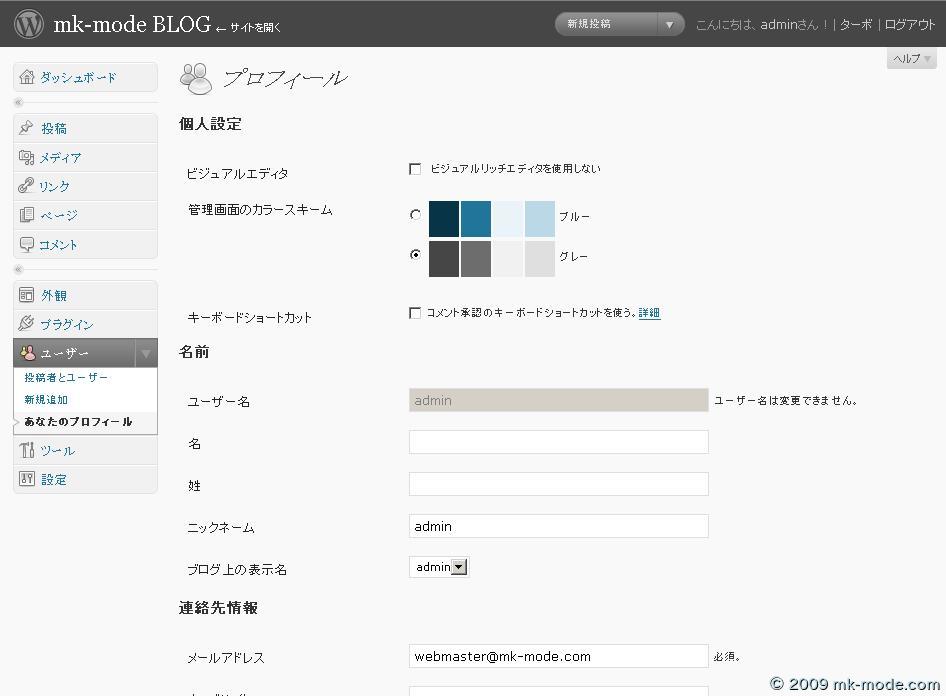 mk-mode BLOG ← サイトを開く
新規投稿
こんにちは、adminさん ! | ターボ | ログアウト
ヘルプ
ダッシュボード
投稿
メディア
リンク
ページ
コメント
外観
プラグイン
ユーザー
投稿者とユーザー
新規追加
あなたのプロフィール
ツール
設定
プロフィール
個人設定
ビジュアルエディタ
ビジュアルリッチエディタを使用しない
管理画面のカラースキーム
ブルー
グレー
キーボードショートカット
コメント承認のキーボードショートカットを使う。詳細
名前
ユーザー名
admin
ユーザー名は変更できません。
名
姓
ニックネーム
admin
ブログ上の表示名
admin
連絡先情報
メールアドレス
webmaster@mk-mode.com
必須。
© 2009 mk-mode.com